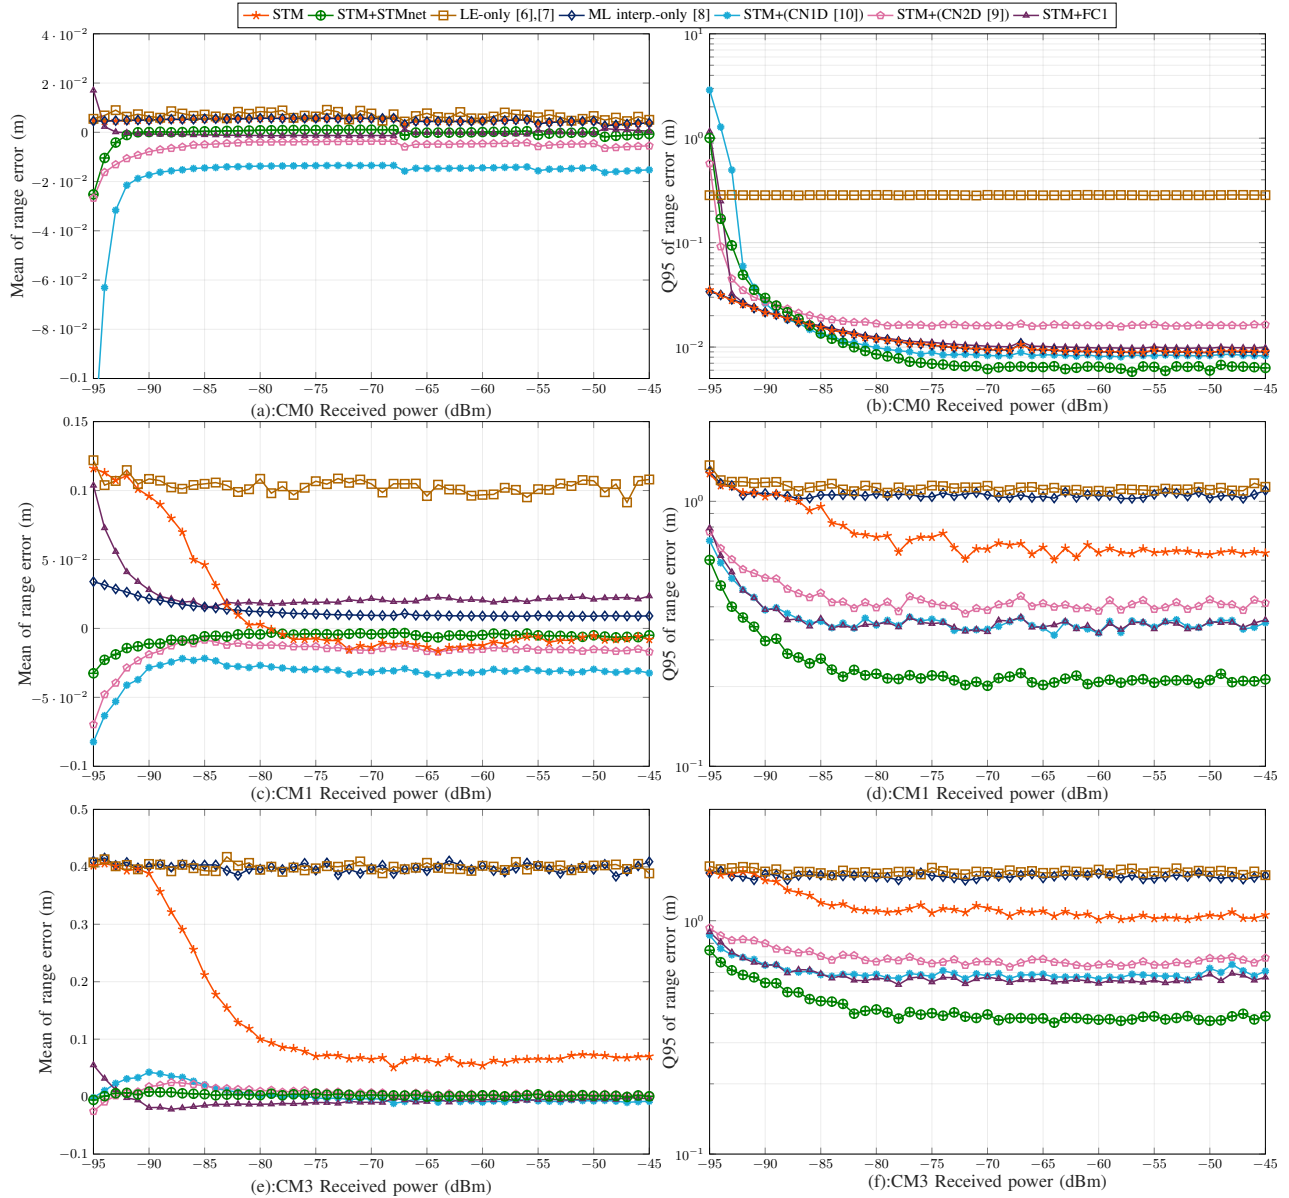 STM STM+STMnet LE-only [6],[7] ML interp.-only [8] STM+(CN1D [10]) STM+(CN2D [9]) STM+FC1
Mean of range error (m)
4 · 10⁻²
2 · 10⁻²
0
−2 · 10⁻²
−4 · 10⁻²
−6 · 10⁻²
−8 · 10⁻²
−0.1
−95 −90 −85 −80 −75 −70 −65 −60 −55 −50 −45
(a):CM0 Received power (dBm)
Q95 of range error (m)
10¹
10⁰
10⁻¹
10⁻²
−95 −90 −85 −80 −75 −70 −65 −60 −55 −50 −45
(b):CM0 Received power (dBm)
Mean of range error (m)
0.15
0.1
5 · 10⁻²
0
−5 · 10⁻²
−0.1
−95 −90 −85 −80 −75 −70 −65 −60 −55 −50 −45
(c):CM1 Received power (dBm)
Q95 of range error (m)
10⁰
10⁻¹
−95 −90 −85 −80 −75 −70 −65 −60 −55 −50 −45
(d):CM1 Received power (dBm)
Mean of range error (m)
0.5
0.4
0.3
0.2
0.1
0
−0.1
−95 −90 −85 −80 −75 −70 −65 −60 −55 −50 −45
(e):CM3 Received power (dBm)
Q95 of range error (m)
10⁰
10⁻¹
−95 −90 −85 −80 −75 −70 −65 −60 −55 −50 −45
(f):CM3 Received power (dBm)